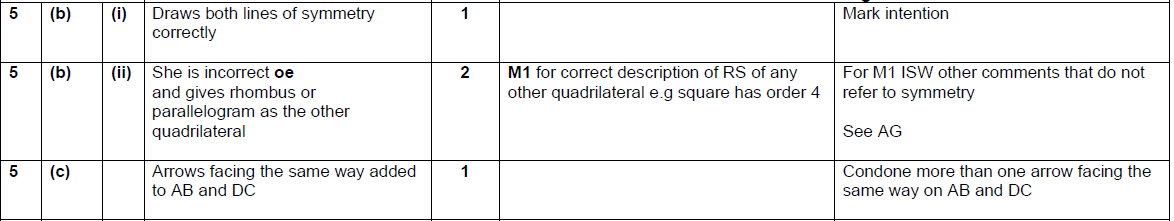 5 (b) (i) Draws both lines of symmetry 1 Mark intention
correctly
5 (b) (ii) She is incorrect oe 2 M1 for correct description of RS of any For M1 ISW other comments that do not
and gives rhombus or other quadrilateral e.g square has order 4 refer to symmetry
parallelogram as the other
quadrilateral See AG
5 (c) Arrows facing the same way added 1 Condone more than one arrow facing the
to AB and DC same way on AB and DC